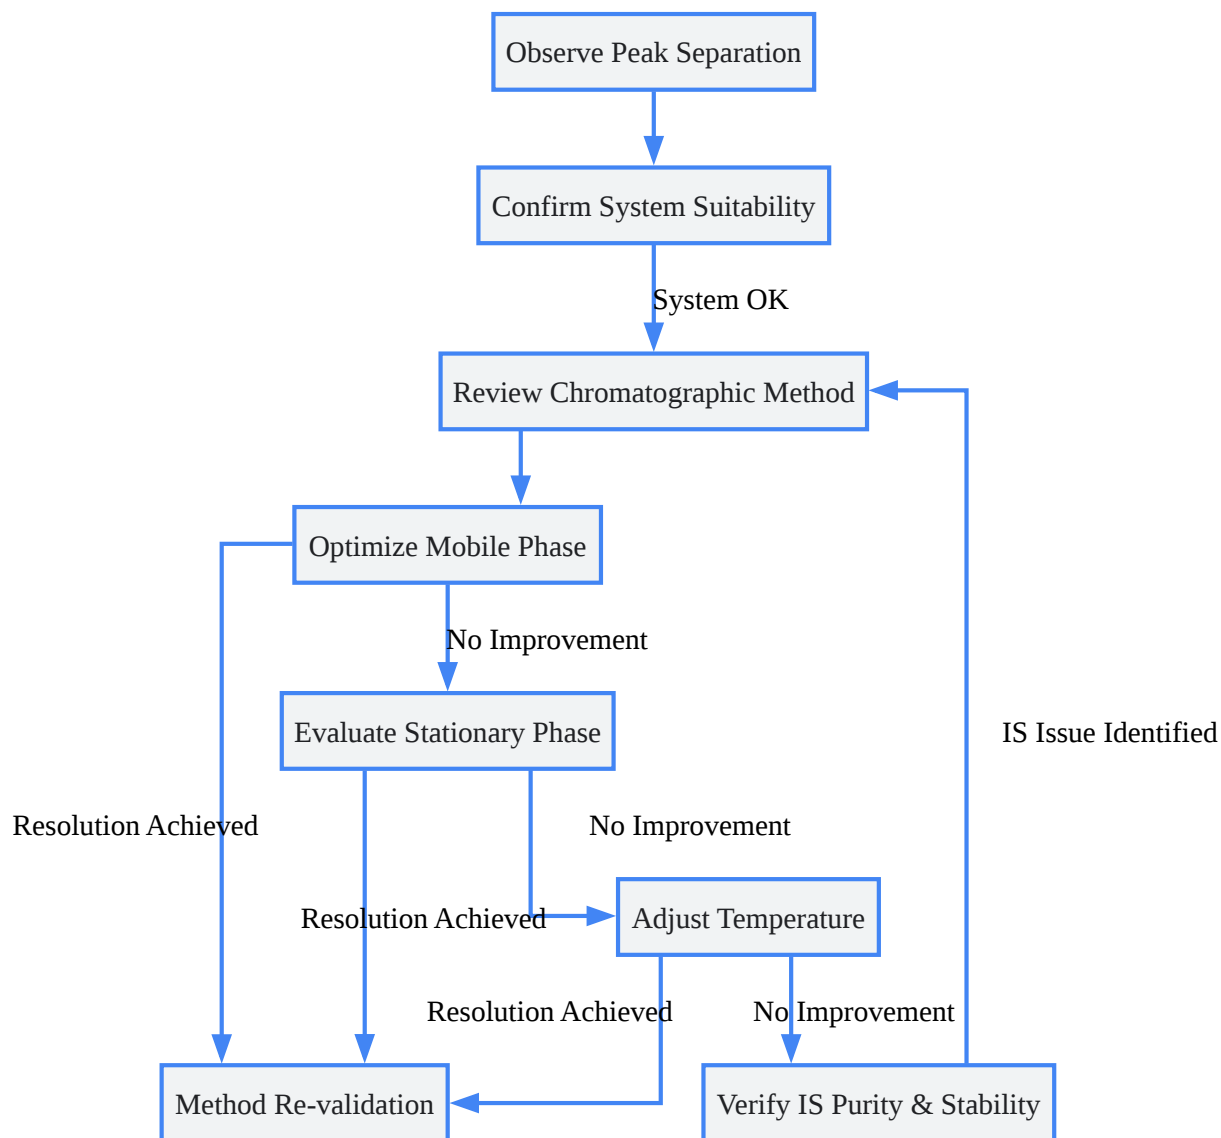 Observe Peak Separation
Confirm System Suitability
System OK
Review Chromatographic Method
Optimize Mobile Phase
No Improvement
Evaluate Stationary Phase
IS Issue Identified
Resolution Achieved
No Improvement
Resolution Achieved
Adjust Temperature
Resolution Achieved
No Improvement
Method Re-validation
Verify IS Purity & Stability